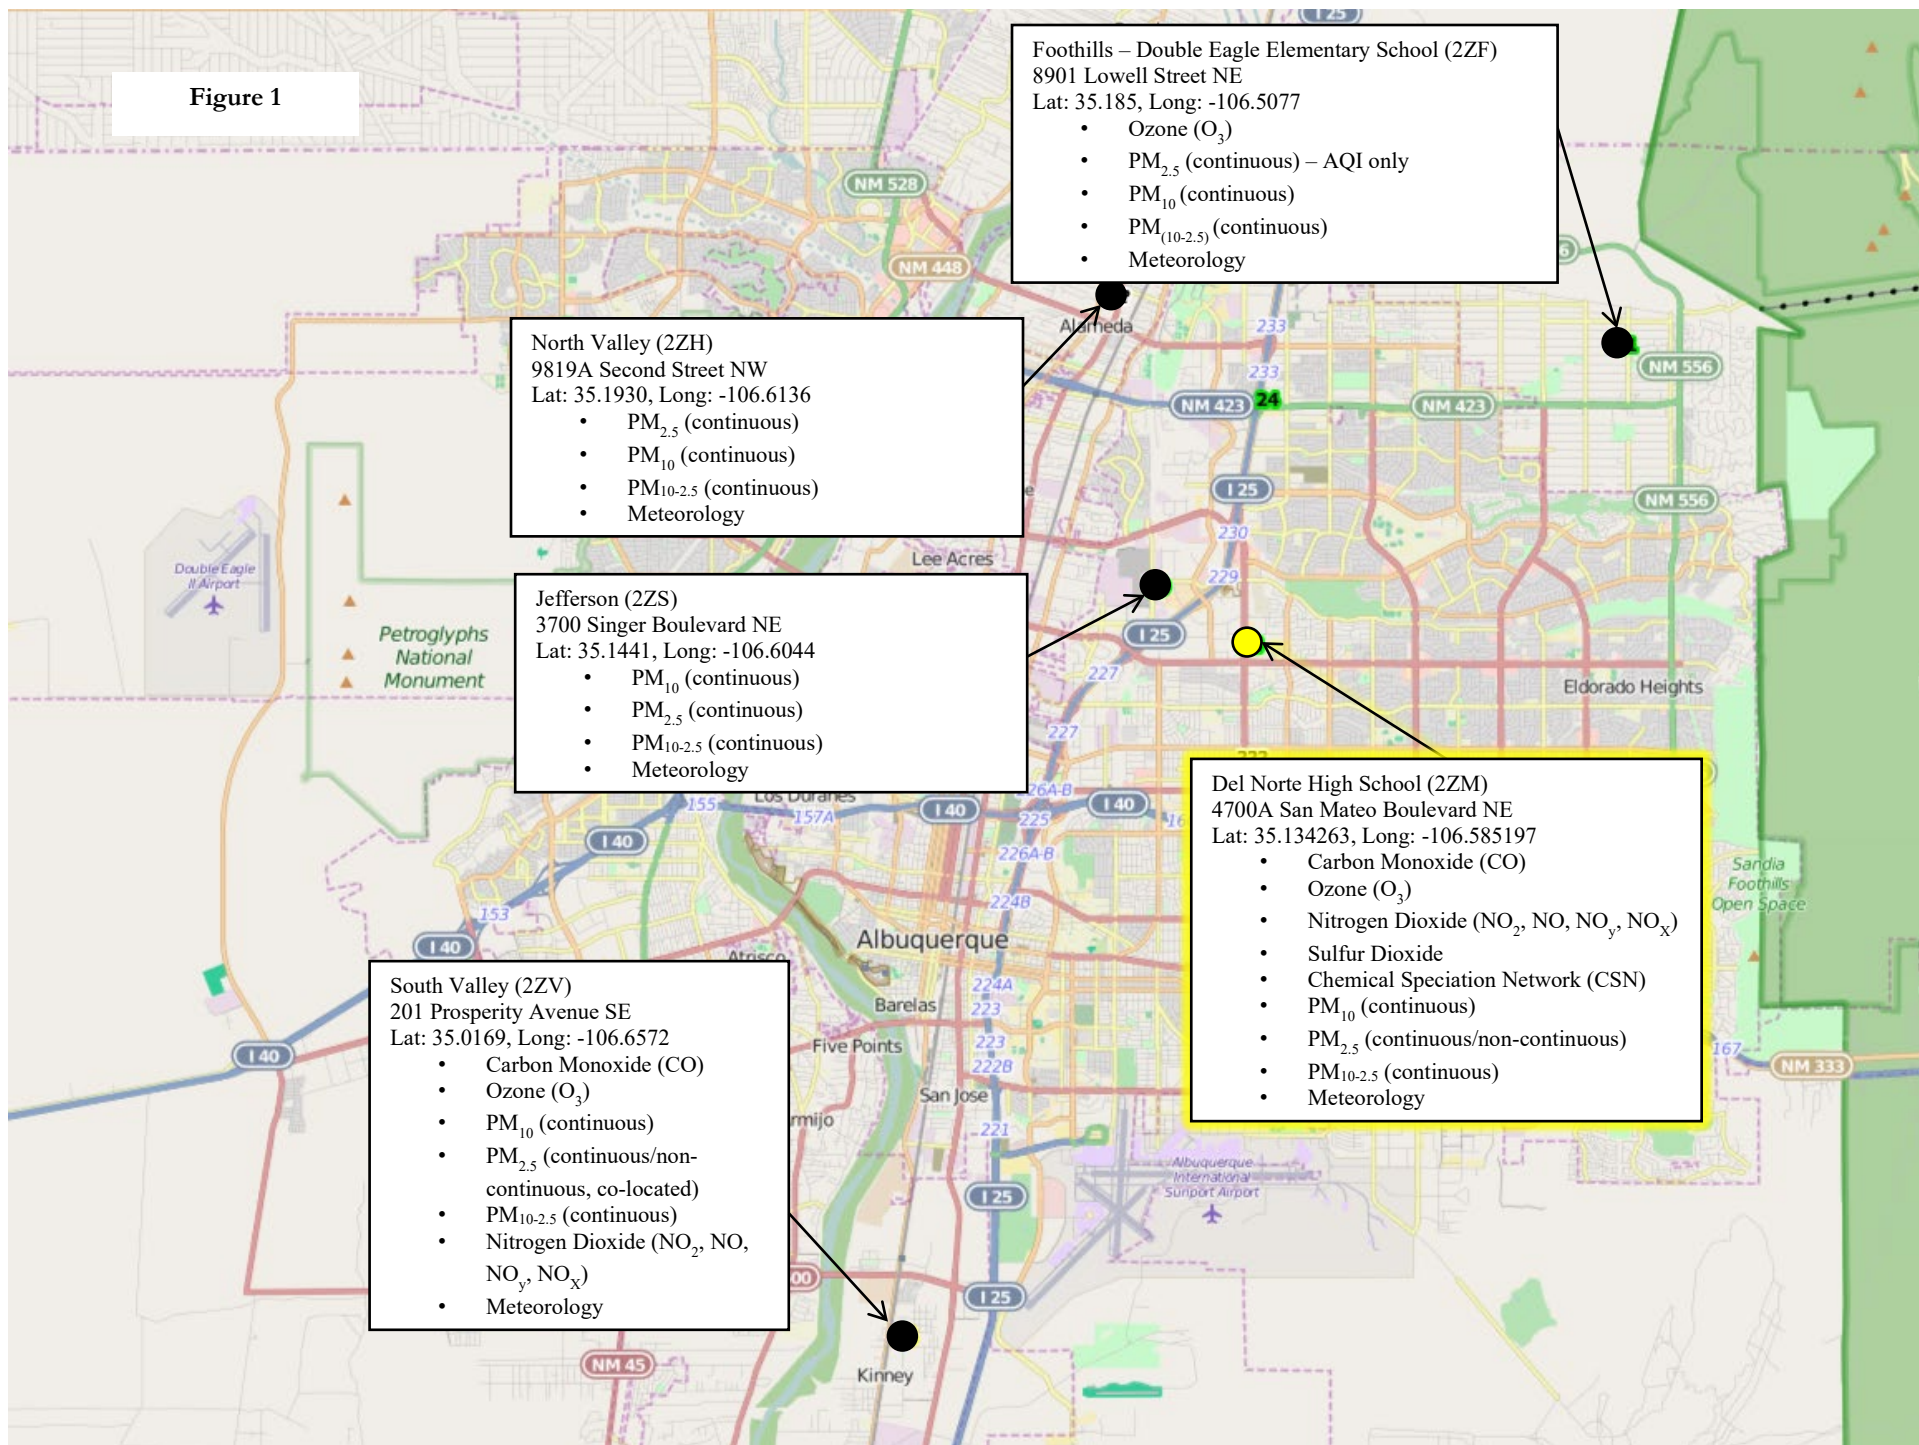 I 25
Figure 1
Foothills – Double Eagle Elementary School (2ZF)
8901 Lowell Street NE
Lat: 35.185, Long: -106.5077
• Ozone (O3)
• PM2.5 (continuous) – AQI only
• PM10 (continuous)
• PM(10-2.5) (continuous)
• Meteorology
NM 528
NM 448
Alameda
233
233
NM 556
NM 423
24
NM 423
North Valley (2ZH)
9819A Second Street NW
Lat: 35.1930, Long: -106.6136
• PM2.5 (continuous)
• PM10 (continuous)
• PM10-2.5 (continuous)
• Meteorology
I 25
NM 556
230
Lee Acres
229
Double Eagle
II Airport
Petroglyphs
National
Monument
Jefferson (2ZS)
3700 Singer Boulevard NE
Lat: 35.1441, Long: -106.6044
• PM10 (continuous)
• PM2.5 (continuous)
• PM10-2.5 (continuous)
• Meteorology
I 25
227
Eldorado Heights
227
Los Duranes
155
157A
I 40
226A-B
225
I 40
I 40
226A-B
Del Norte High School (2ZM)
4700A San Mateo Boulevard NE
Lat: 35.134263, Long: -106.585197
• Carbon Monoxide (CO)
• Ozone (O3)
• Nitrogen Dioxide (NO2, NO, NOy, NOX)
• Sulfur Dioxide
• Chemical Speciation Network (CSN)
• PM10 (continuous)
• PM2.5 (continuous/non-continuous)
• PM10-2.5 (continuous)
• Meteorology
Sandia
Foothills
Open Space
153
224B
I 40
Albuquerque
Atrisco
224A
Barelas
223
Five Points
223
222B
I 40
167
NM 333
San Jose
South Valley (2ZV)
201 Prosperity Avenue SE
Lat: 35.0169, Long: -106.6572
• Carbon Monoxide (CO)
• Ozone (O3)
• PM10 (continuous)
• PM2.5 (continuous/non-
continuous, co-located)
• PM10-2.5 (continuous)
• Nitrogen Dioxide (NO2, NO,
NOy, NOX)
• Meteorology
rmijo
221
Albuquerque
International
Sunport Airport
I 25
00
I 25
NM 45
Kinney